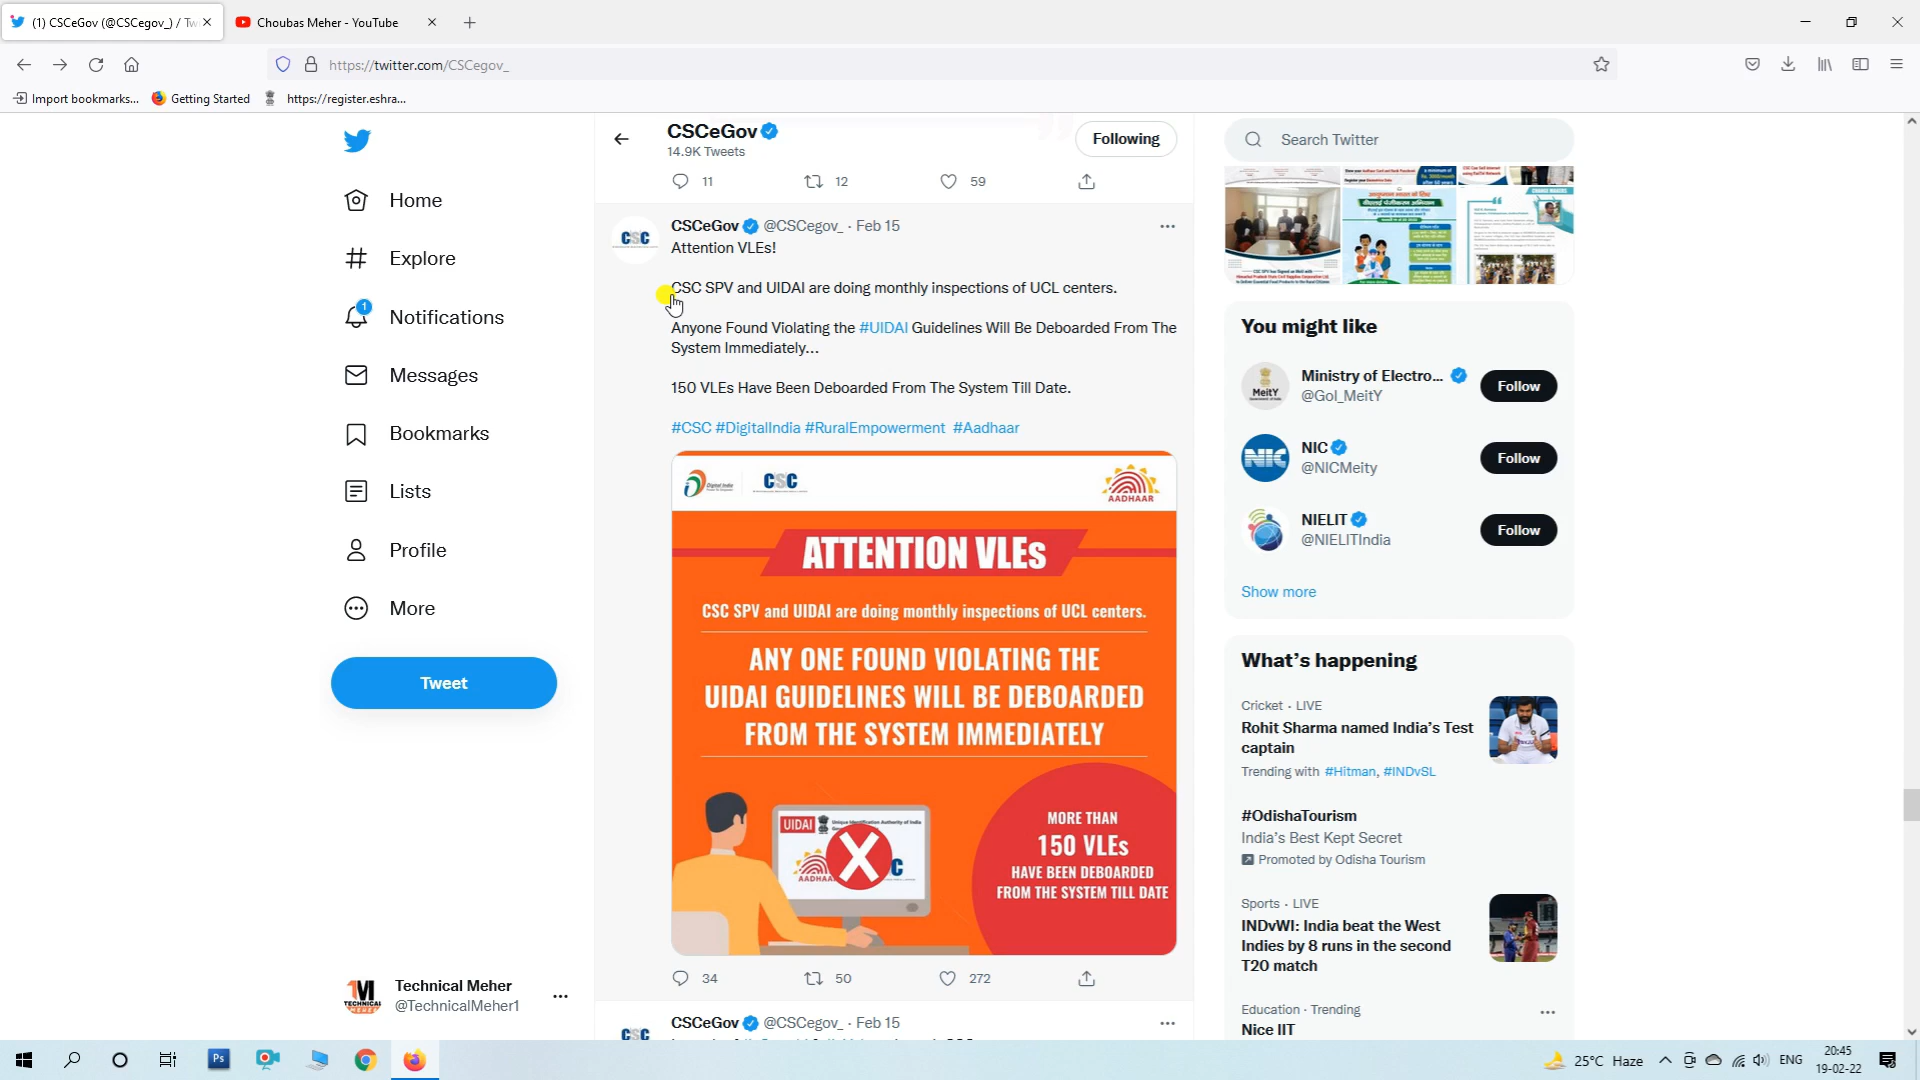 (1) CSCeGov (@CSCegov_) / Tw
Choubas Meher - YouTube
https://twitter.com/CSCegov_
Import bookmarks...
Getting Started
https://register.eshra...
Home
Explore
1
Notifications
Messages
Bookmarks
Lists
Profile
More
Tweet
Technical Meher
@TechnicalMeher1
CSCeGov
14.9K Tweets
Following
11
12
59
CSCeGov @CSCegov_ · Feb 15
Attention VLEs!
CSC SPV and UIDAI are doing monthly inspections of UCL centers.
Anyone Found Violating the #UIDAI Guidelines Will Be Deboarded From The
System Immediately...
150 VLEs Have Been Deboarded From The System Till Date.
#CSC #DigitalIndia #RuralEmpowerment #Aadhaar
Digital India
CSC
AADHAAR
ATTENTION VLEs
CSC SPV and UIDAI are doing monthly inspections of UCL centers.
ANY ONE FOUND VIOLATING THE
UIDAI GUIDELINES WILL BE DEBOARDED
FROM THE SYSTEM IMMEDIATELY
UIDAI
Unique Identification Authority of India
MORE THAN
150 VLEs
HAVE BEEN DEBOARDED
FROM THE SYSTEM TILL DATE
34
50
272
CSCeGov @CSCegov_ · Feb 15
Search Twitter
You might like
Ministry of Electro...
@GoI_MeitY
Follow
NIC
@NICMeity
Follow
NIELIT
@NIELITIndia
Follow
Show more
What's happening
Cricket · LIVE
Rohit Sharma named India's Test
captain
Trending with #Hitman, #INDvSL
#OdishaTourism
India's Best Kept Secret
Promoted by Odisha Tourism
Sports · LIVE
INDvWI: India beat the West
Indies by 8 runs in the second
T20 match
Education · Trending
Nice IIT
25°C Haze
ENG
20:45
19-02-22